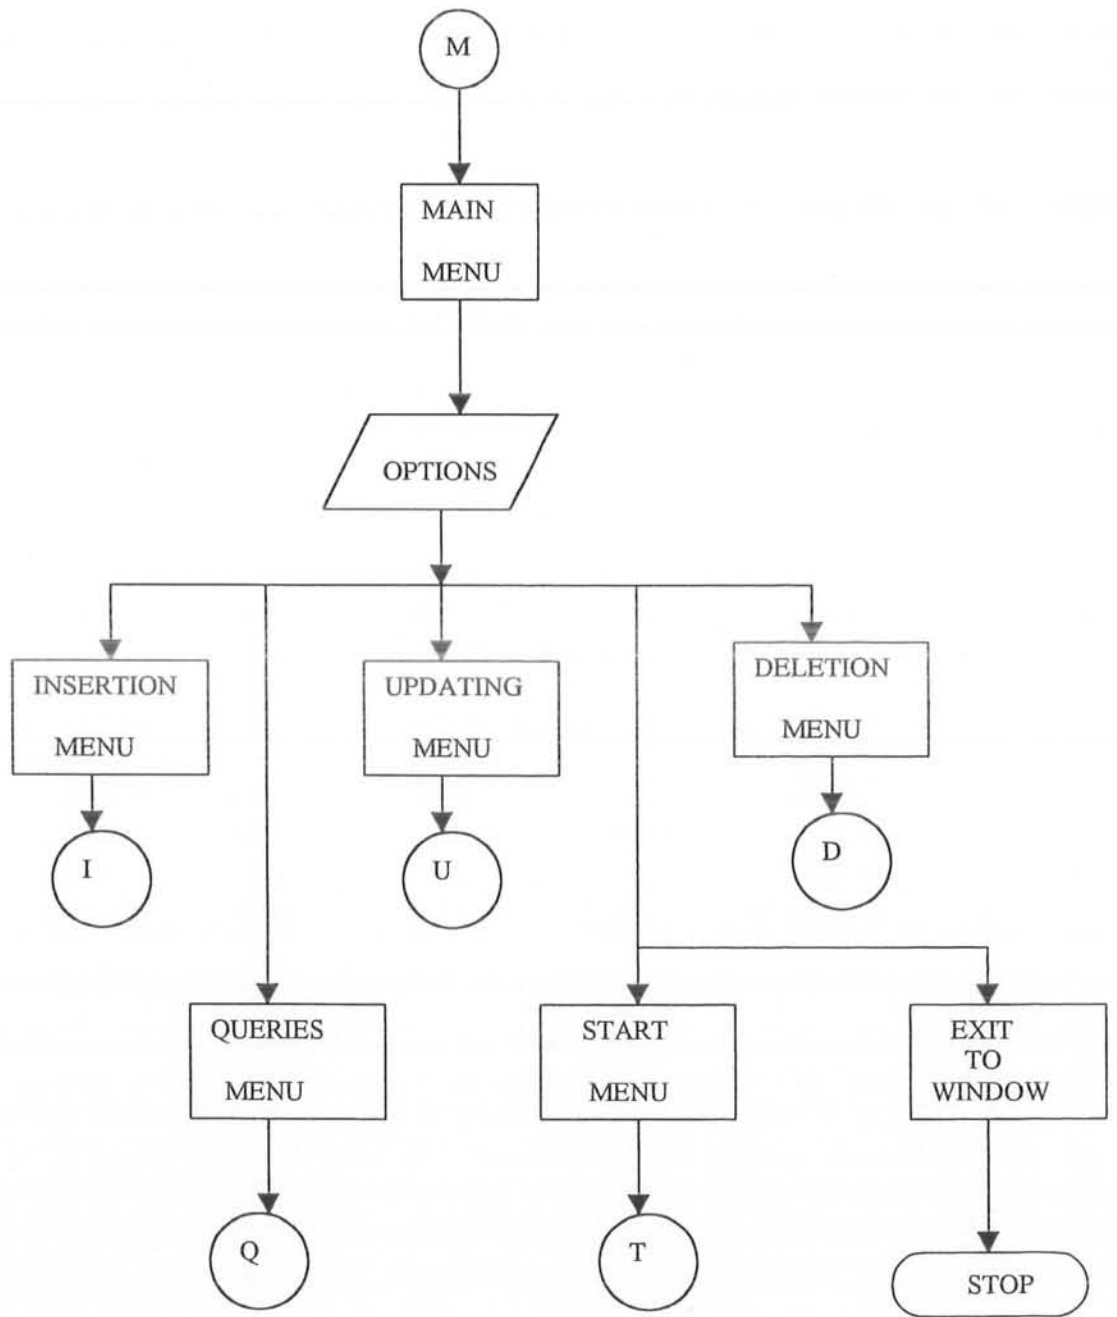 M
MAIN
MENU
OPTIONS
INSERTION
MENU
UPDATING
MENU
DELETION
MENU
I
U
D
QUERIES
MENU
START
MENU
EXIT
TO
WINDOW
Q
T
STOP